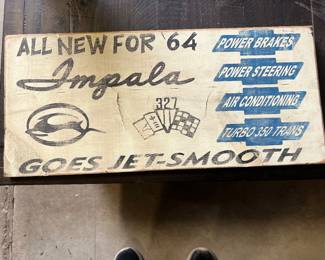 ALL NEW FOR 64
Impala
327
GOES JET-SMOOTH
POWER BRAKES
POWER STEERING
AIR CONDITIONING
TURBO 350 TRANS